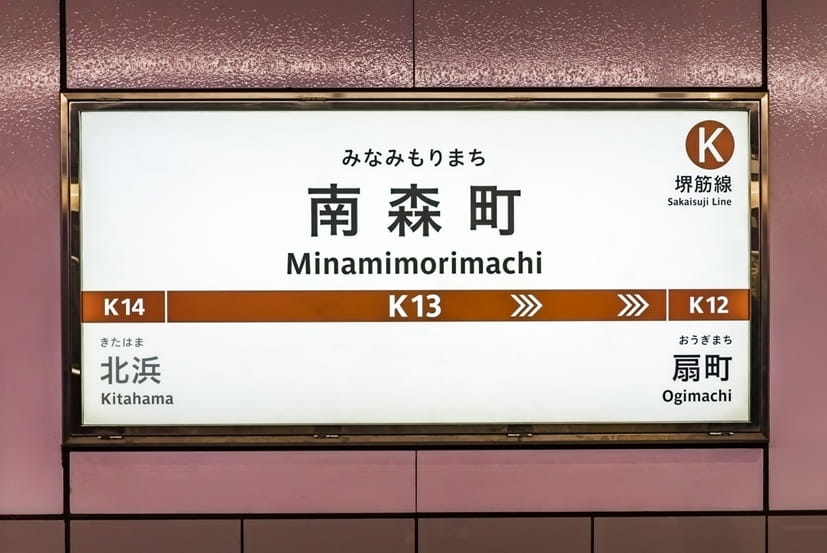 みなみもりまち
南森町
Minamimorimachi
K
堺筋線
Sakaisuji Line
K14
K13
K12
きたはま
北浜
Kitahama
おうぎまち
扇町
Ogimachi